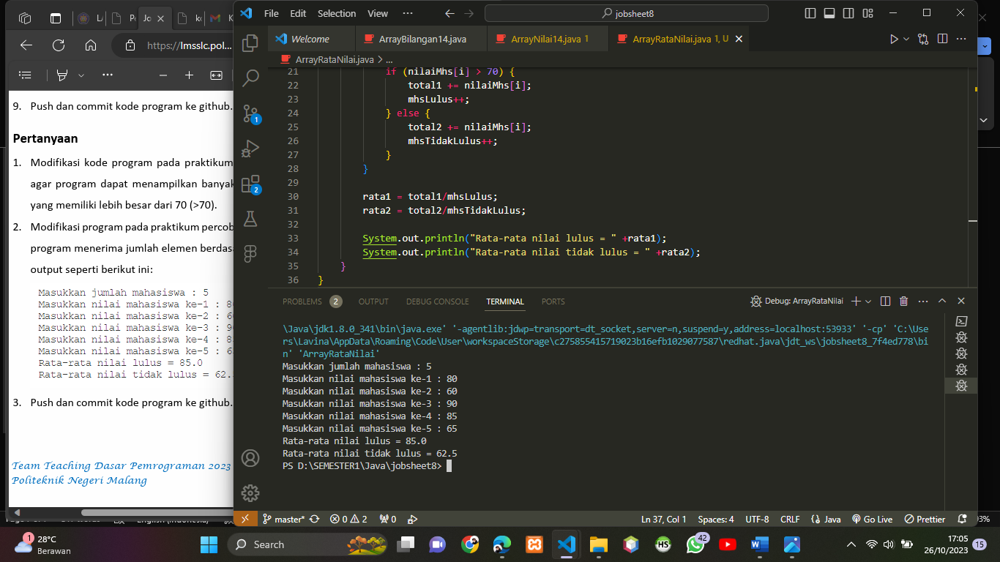 File Edit Selection View ··· jobsheet8
Welcome ArrayBilangan14.java ArrayNilai14.java 1 ArrayRataNilai.java 1, U
ArrayRataNilai.java > ...
https://lmsslc.pol...
9. Push dan commit kode program ke github.
Pertanyaan
1. Modifikasi kode program pada praktikum
agar program dapat menampilkan banyak
yang memiliki lebih besar dari 70 (>70).
2. Modifikasi program pada praktikum percob
program menerima jumlah elemen berdasa
output seperti berikut ini:
Masukkan jumlah mahasiswa : 5
Masukkan nilai mahasiswa ke-1 : 80
Masukkan nilai mahasiswa ke-2 : 60
Masukkan nilai mahasiswa ke-3 : 90
Masukkan nilai mahasiswa ke-4 : 85
Masukkan nilai mahasiswa ke-5 : 65
Rata-rata nilai lulus = 85.0
Rata-rata nilai tidak lulus = 62.
3. Push dan commit kode program ke github.
Team Teaching Dasar Pemrograman 2023
Politeknik Negeri Malang
21 if (nilaiMhs[i] > 70) {
22 total1 += nilaiMhs[i];
23 mhsLulus++;
24 } else {
25 total2 += nilaiMhs[i];
26 mhsTidakLulus++;
27 }
28 }
29
30 rata1 = total1/mhsLulus;
31 rata2 = total2/mhsTidakLulus;
32
33 System.out.println("Rata-rata nilai lulus = " +rata1);
34 System.out.println("Rata-rata nilai tidak lulus = " +rata2);
35 }
36 }
PROBLEMS 2 OUTPUT DEBUG CONSOLE TERMINAL PORTS Debug: ArrayRataNilai
\Java\jdk1.8.0_341\bin\java.exe' '-agentlib:jdwp=transport=dt_socket,server=n,suspend=y,address=localhost:53933' '-cp' 'C:\Use
rs\Lavina\AppData\Roaming\Code\User\workspaceStorage\c275855415719023b16efb1029077587\redhat.java\jdt_ws\jobsheet8_7f4ed778\bi
n' 'ArrayRataNilai'
Masukkan jumlah mahasiswa : 5
Masukkan nilai mahasiswa ke-1 : 80
Masukkan nilai mahasiswa ke-2 : 60
Masukkan nilai mahasiswa ke-3 : 90
Masukkan nilai mahasiswa ke-4 : 85
Masukkan nilai mahasiswa ke-5 : 65
Rata-rata nilai lulus = 85.0
Rata-rata nilai tidak lulus = 62.5
PS D:\SEMESTER1\Java\jobsheet8>
master* 0 2 0 Ln 37, Col 1 Spaces: 4 UTF-8 CRLF {} Java Go Live Prettier
1 28°C
Berawan
Search
HS
42
17:05
26/10/2023
15